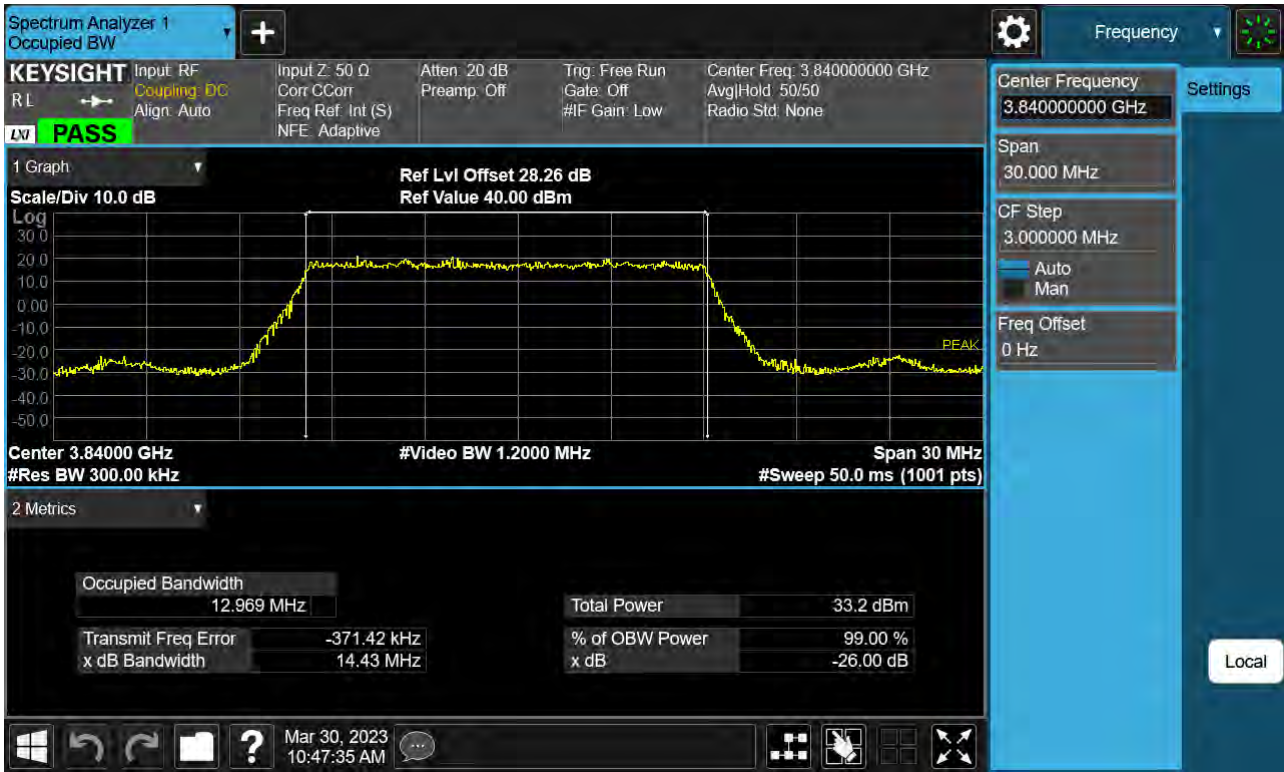 Spectrum Analyzer 1
Occupied BW
+
Frequency
KEYSIGHT
RL
LXI PASS
Input: RF
Coupling: DC
Align: Auto
Input Z: 50 Ω
Corr CCorr
Freq Ref: Int (S)
NFE: Adaptive
Atten: 20 dB
Preamp: Off
Trig: Free Run
Gate: Off
#IF Gain: Low
Center Freq: 3.840000000 GHz
Avg|Hold: 50/50
Radio Std: None
Center Frequency
3.840000000 GHz
Settings
Span
30.000 MHz
CF Step
3.000000 MHz
Auto
Man
Freq Offset
0 Hz
Local
1 Graph
Scale/Div 10.0 dB
Ref Lvl Offset 28.26 dB
Ref Value 40.00 dBm
Log
30.0
20.0
10.0
0.00
-10.0
-20.0
-30.0
-40.0
-50.0
PEAK
Center 3.84000 GHz
#Res BW 300.00 kHz
#Video BW 1.2000 MHz
Span 30 MHz
#Sweep 50.0 ms (1001 pts)
2 Metrics
Occupied Bandwidth
12.969 MHz
Transmit Freq Error -371.42 kHz
x dB Bandwidth 14.43 MHz
Total Power 33.2 dBm
% of OBW Power 99.00 %
x dB -26.00 dB
?
Mar 30, 2023
10:47:35 AM